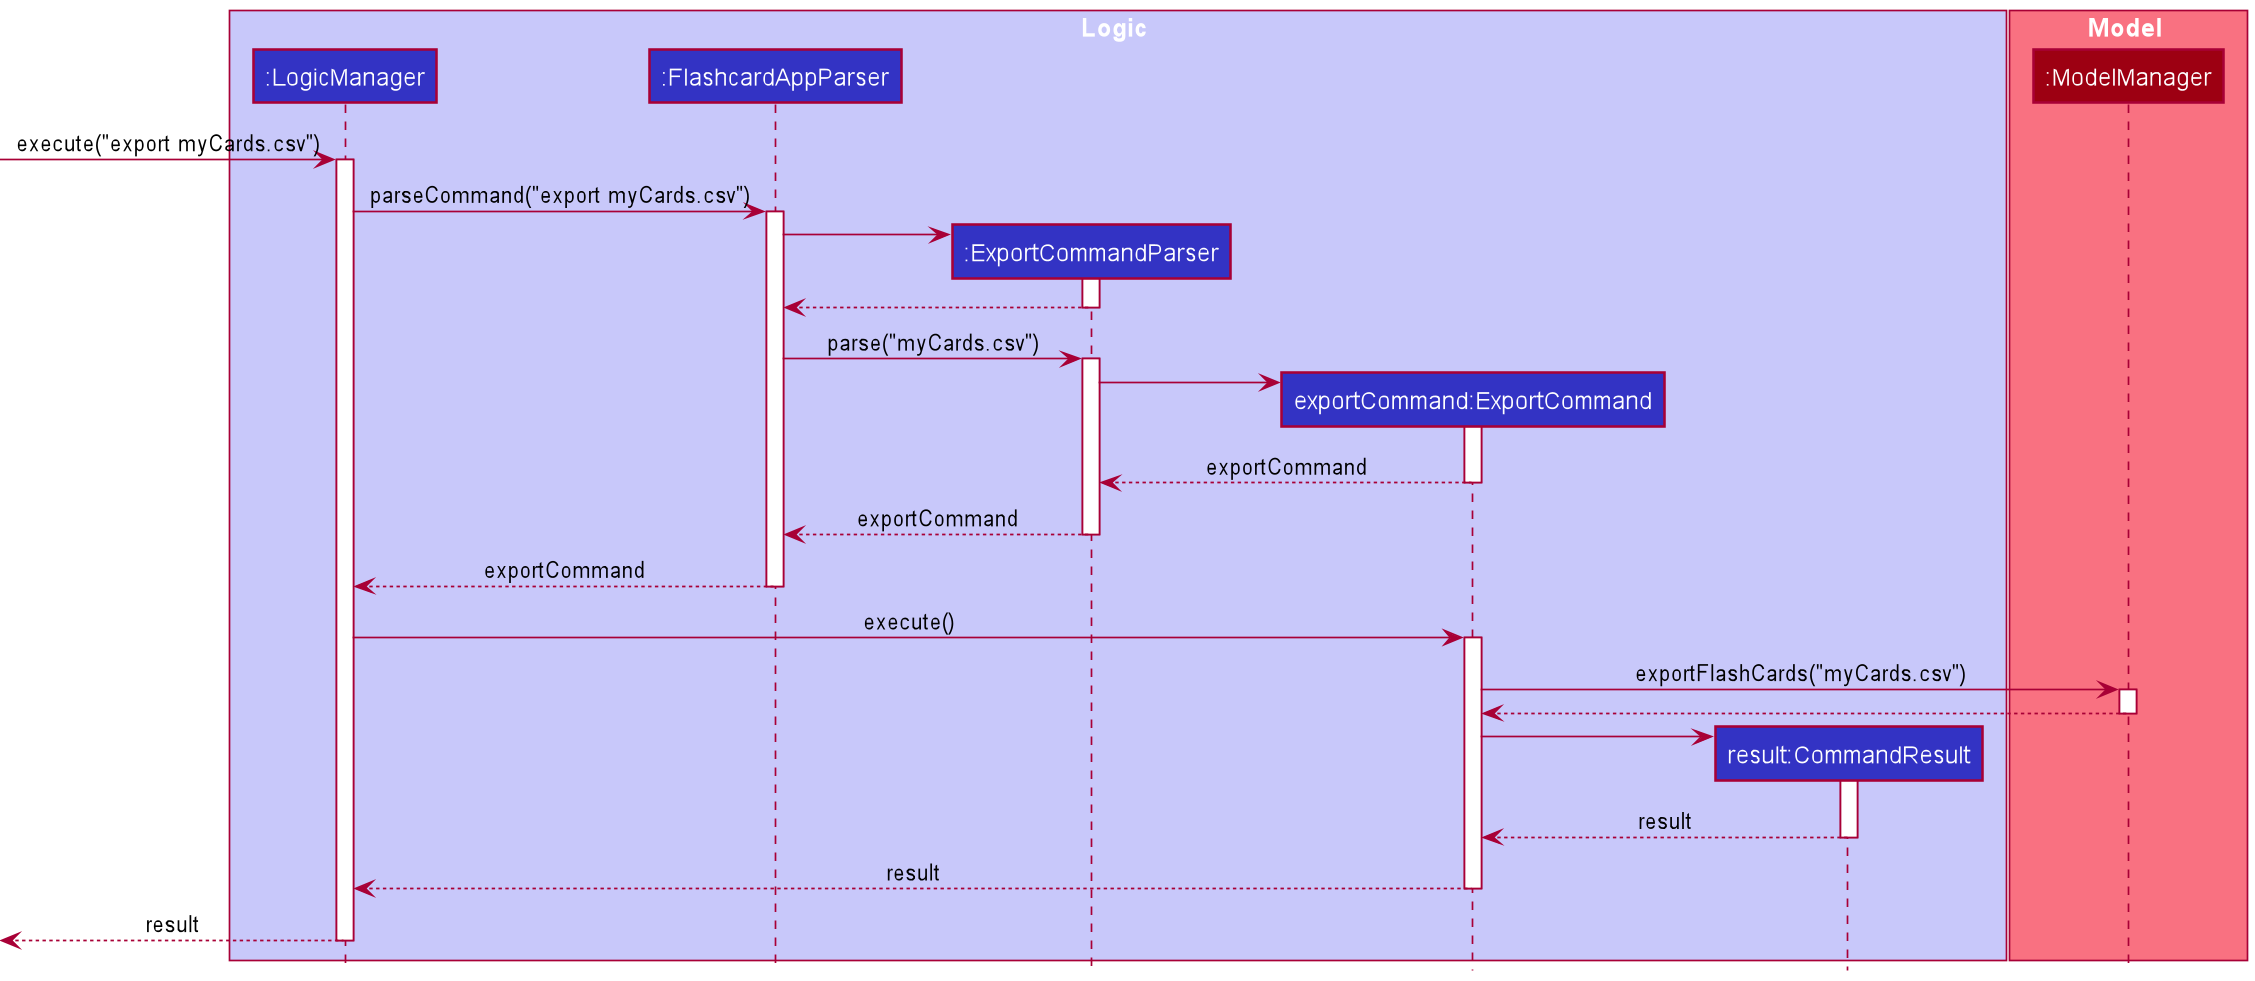 Logic
Model
:LogicManager
:FlashcardAppParser
:ModelManager
execute("export myCards.csv")
parseCommand("export myCards.csv")
:ExportCommandParser
parse("myCards.csv")
exportCommand:ExportCommand
exportCommand
exportCommand
exportCommand
execute()
exportFlashCards("myCards.csv")
result:CommandResult
result
result
result